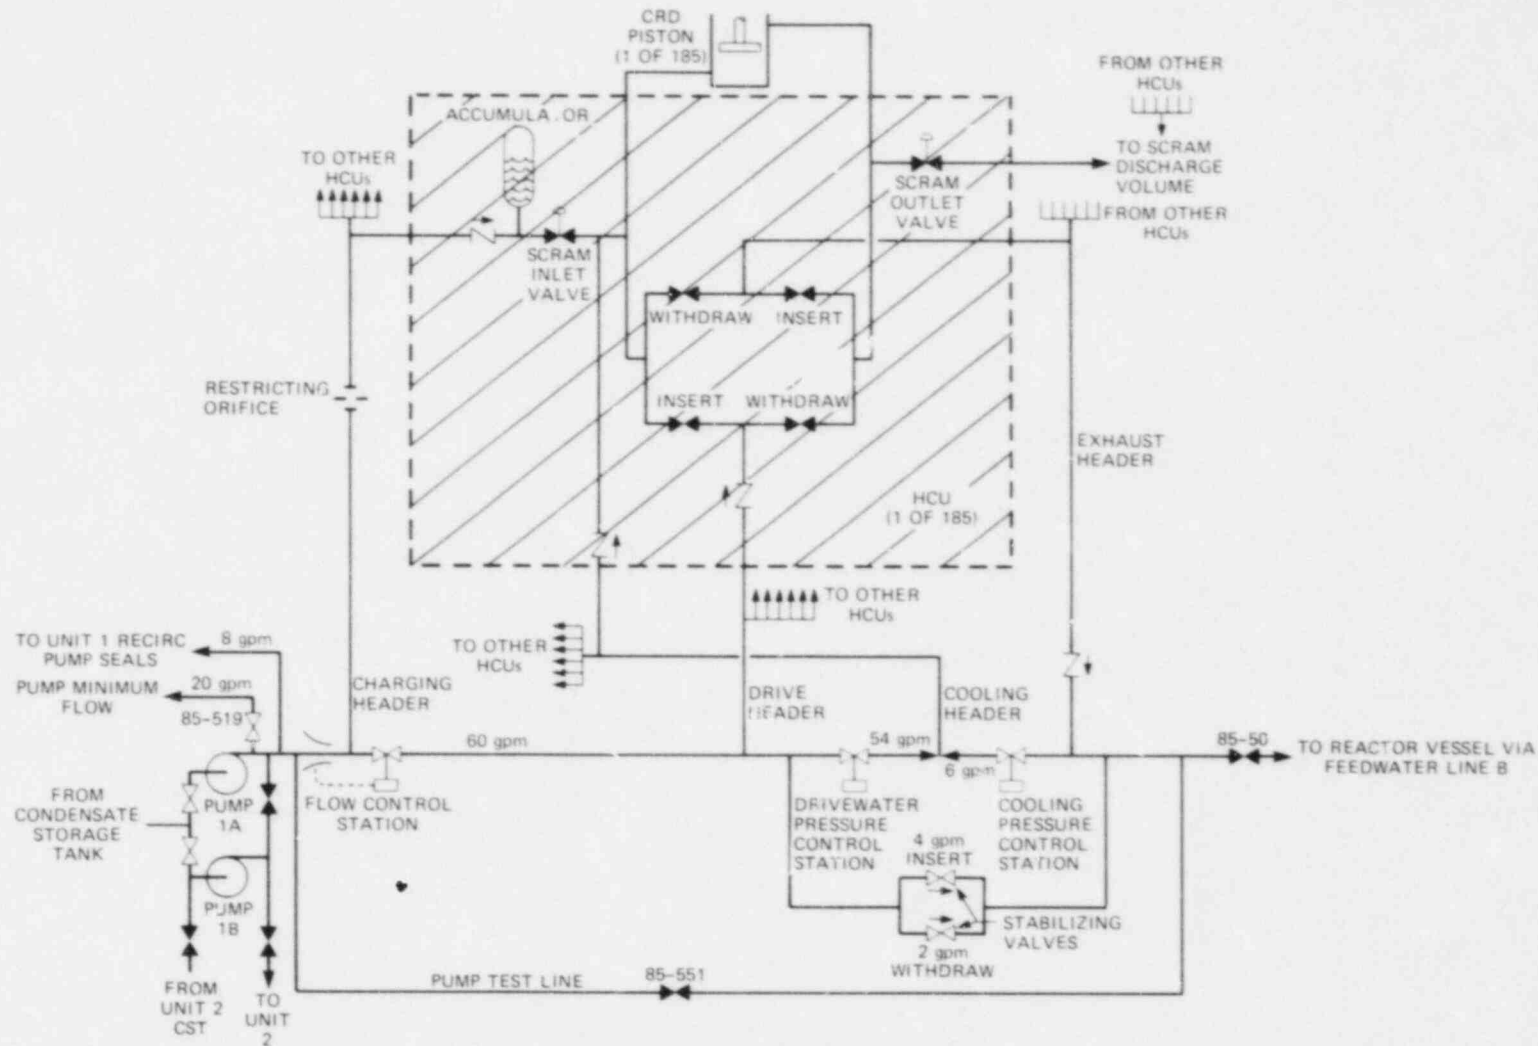 CRD
PISTON
(1 OF 185)
FROM OTHER
HCUs
ACCUMULA OR
TO OTHER
HCUs
TO SCRAM
DISCHARGE
VOLUME
SCRAM
OUTLET
VALVE
FROM OTHER
HCUs
SCRAM
INLET
VALVE
WITHDRAW
INSERT
RESTRICTING
ORIFICE
INSERT
WITHDRAW
EXHAUST
HEADER
HCU
(1 OF 185)
TO OTHER
HCUs
TO UNIT 1 RECIRC
PUMP SEALS
8 gpm
TO OTHER
HCUs
PUMP MINIMUM
FLOW
20 gpm
CHARGING
HEADER
DRIVE
HEADER
COOLING
HEADER
85-519
60 gpm
54 gpm
6 gpm
85-50
TO REACTOR VESSEL VIA
FEEDWATER LINE B
FROM
CONDENSATE
STORAGE
TANK
PUMP
1A
FLOW CONTROL
STATION
DRIVEWATER
PRESSURE
CONTROL
STATION
COOLING
PRESSURE
CONTROL
STATION
4 gpm
INSERT
PUMP
1B
STABILIZING
VALVES
2 gpm
WITHDRAW
PUMP TEST LINE
85-551
FROM
UNIT 2
CST
TO
UNIT
2